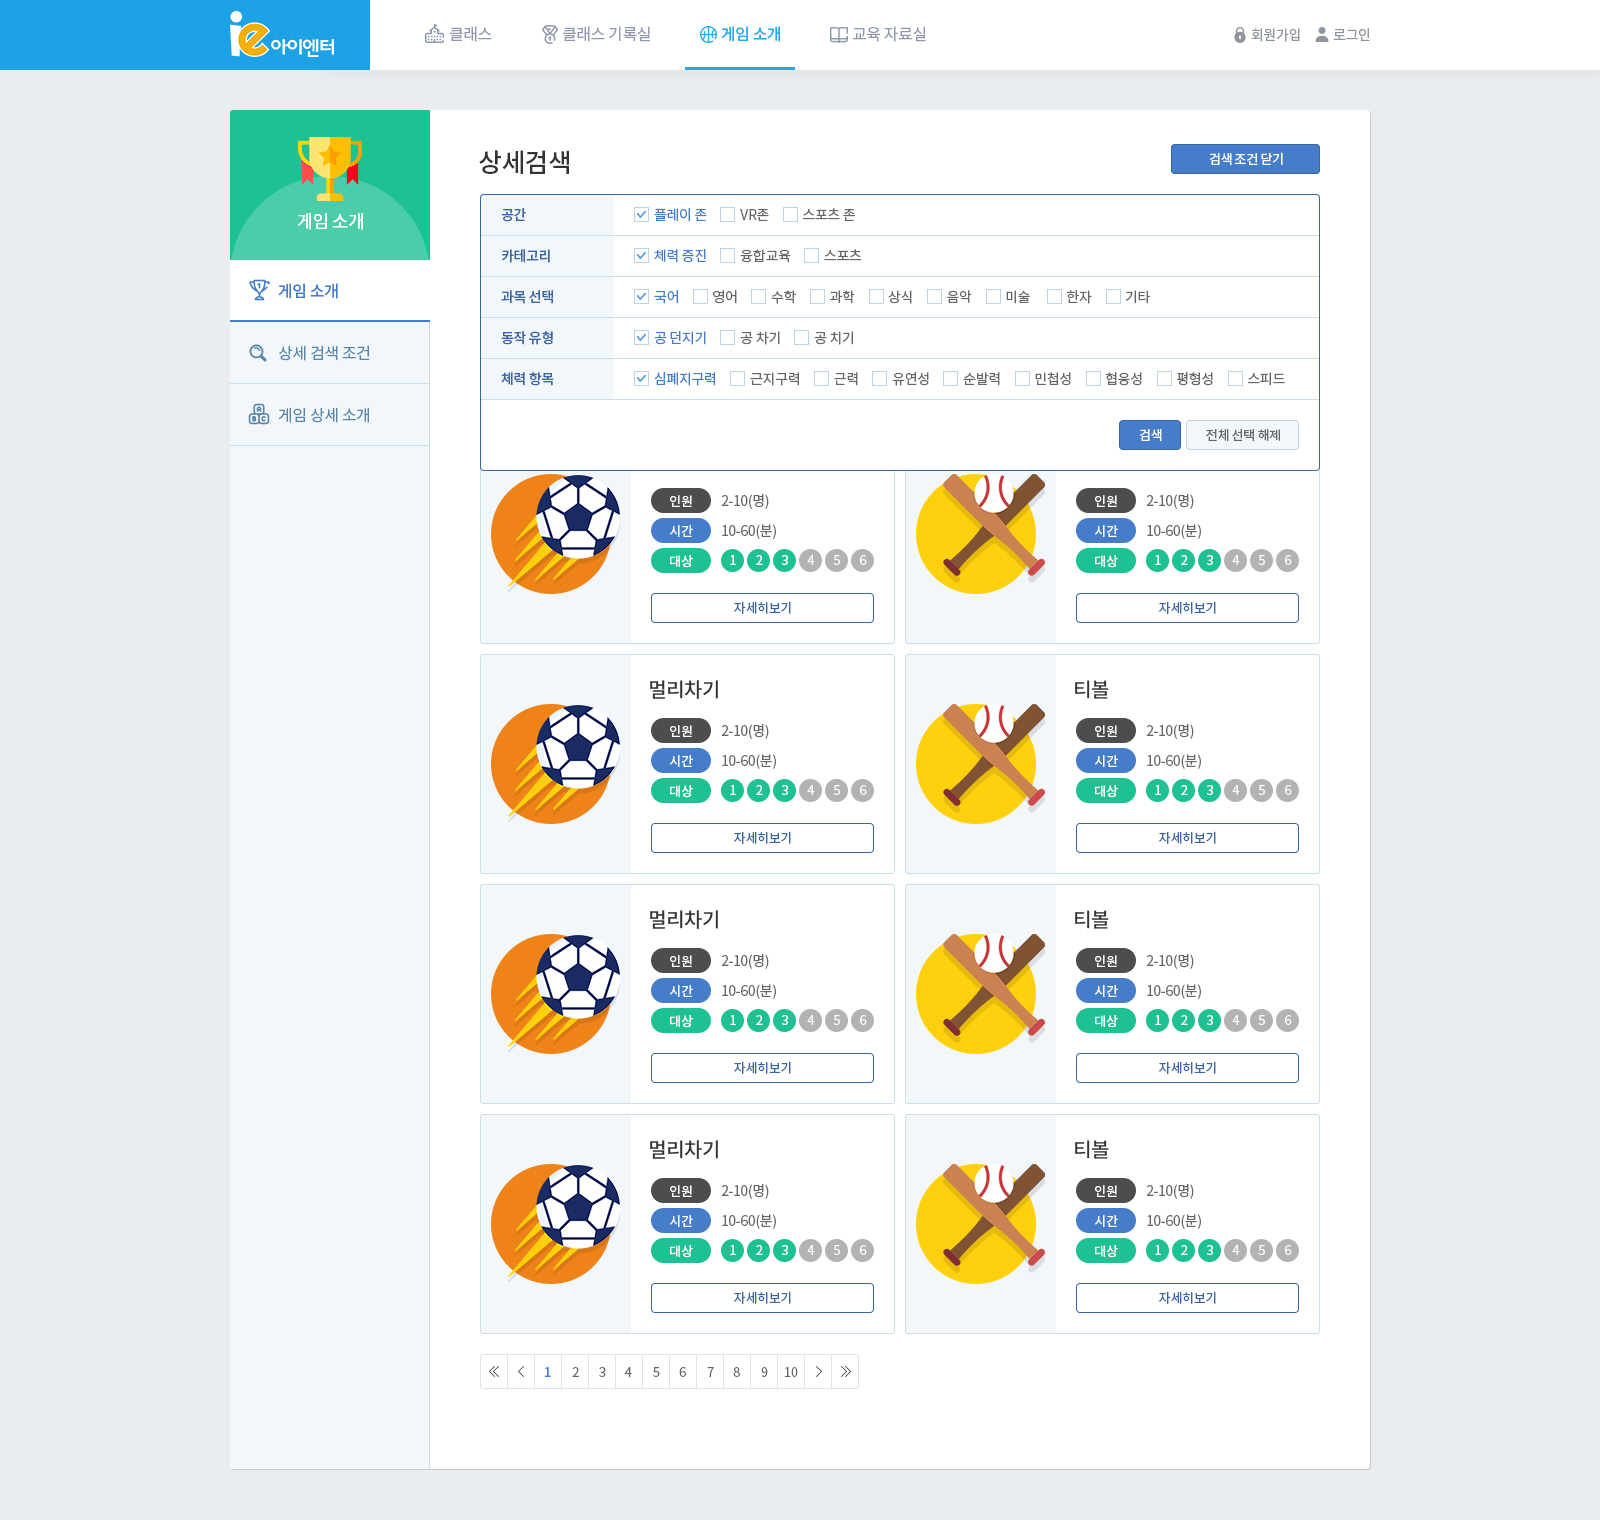 ie 아이엔터
클래스 클래스 기록실 게임 소개 교육 자료실 회원가입 로그인
게임 소개
게임 소개
상세 검색 조건
A B C 게임 상세 소개
상세검색 검색 조건 닫기
공간 플레이 존 VR존 스포츠 존
카테고리 체력 증진 융합교육 스포츠
과목 선택 국어 영어 수학 과학 상식 음악 미술 한자 기타
동작 유형 공 던지기 공 차기 공 치기
체력 항목 심폐지구력 근지구력 근력 유연성 순발력 민첩성 협응성 평형성 스피드
검색 전체 선택 해제
인원 2-10(명) 인원 2-10(명)
시간 10-60(분) 시간 10-60(분)
대상 1 2 3 4 5 6 대상 1 2 3 4 5 6
자세히보기 자세히보기
멀리차기 티볼
인원 2-10(명) 인원 2-10(명)
시간 10-60(분) 시간 10-60(분)
대상 1 2 3 4 5 6 대상 1 2 3 4 5 6
자세히보기 자세히보기
멀리차기 티볼
인원 2-10(명) 인원 2-10(명)
시간 10-60(분) 시간 10-60(분)
대상 1 2 3 4 5 6 대상 1 2 3 4 5 6
자세히보기 자세히보기
멀리차기 티볼
인원 2-10(명) 인원 2-10(명)
시간 10-60(분) 시간 10-60(분)
대상 1 2 3 4 5 6 대상 1 2 3 4 5 6
자세히보기 자세히보기
1 2 3 4 5 6 7 8 9 10